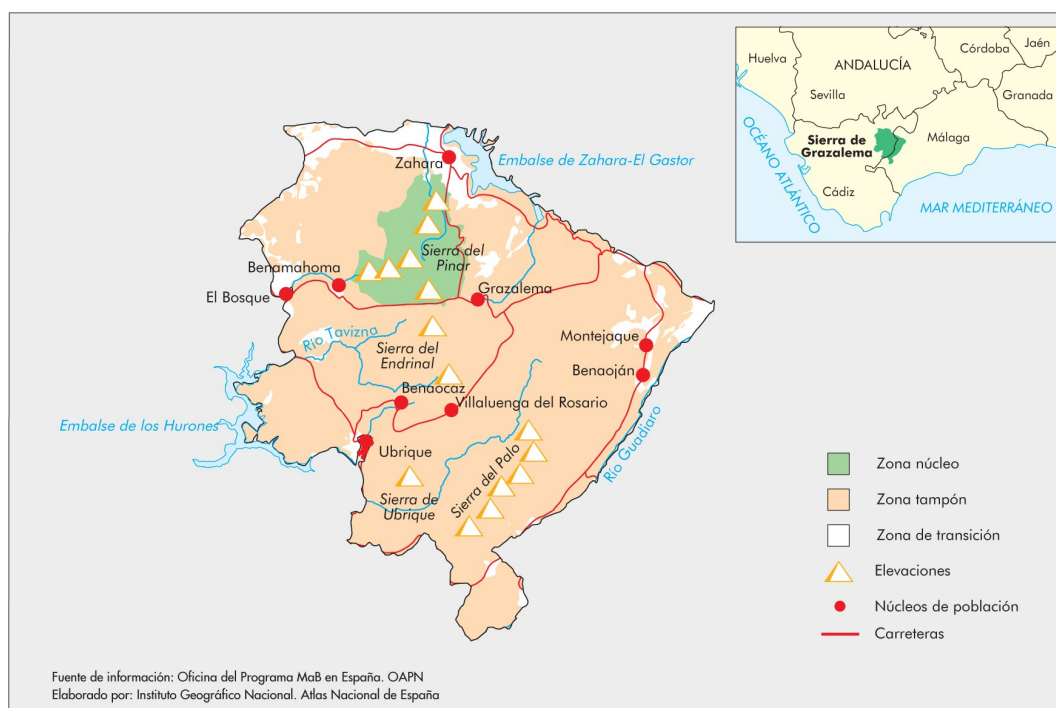 Zahara
Embalse de Zahara-El Gastor
Sierra del
Pinar
Benamahoma
El Bosque
Grazalema
Río Tavizna
Sierra del
Endrinal
Montejaque
Benaoján
Benaocaz
Villaluenga del Rosario
Embalse de los Hurones
Ubrique
Sierra de
Ubrique
Sierra del Palo
Río Guadiaro
Huelva
Sevilla
ANDALUCÍA
Córdoba
Jaén
Granada
Sierra de
Grazalema
Málaga
Cádiz
OCÉANO ATLÁNTICO
MAR MEDITERRÁNEO
Zona núcleo
Zona tampón
Zona de transición
Elevaciones
Núcleos de población
Carreteras
Fuente de información: Oficina del Programa MaB en España. OAPN
Elaborado por: Instituto Geográfico Nacional. Atlas Nacional de España